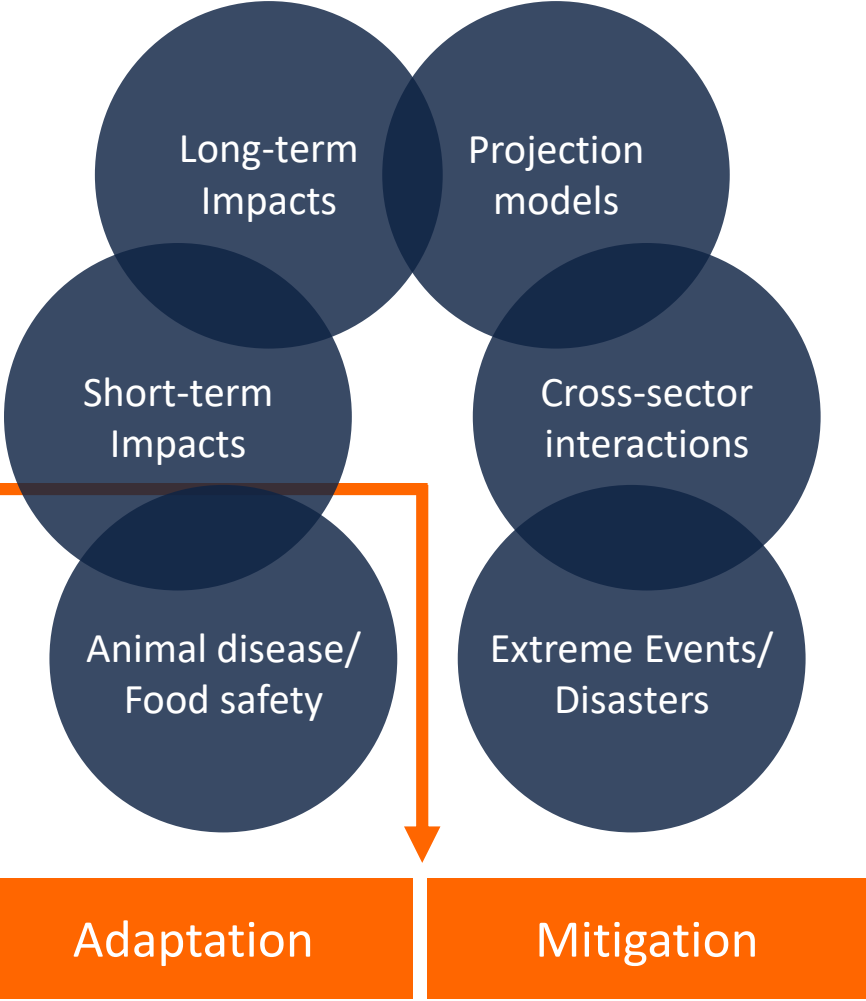 Long-term
Impacts
Projection
models
Short-term
Impacts
Cross-sector
interactions
Animal disease/
Food safety
Extreme Events/
Disasters
Adaptation
Mitigation